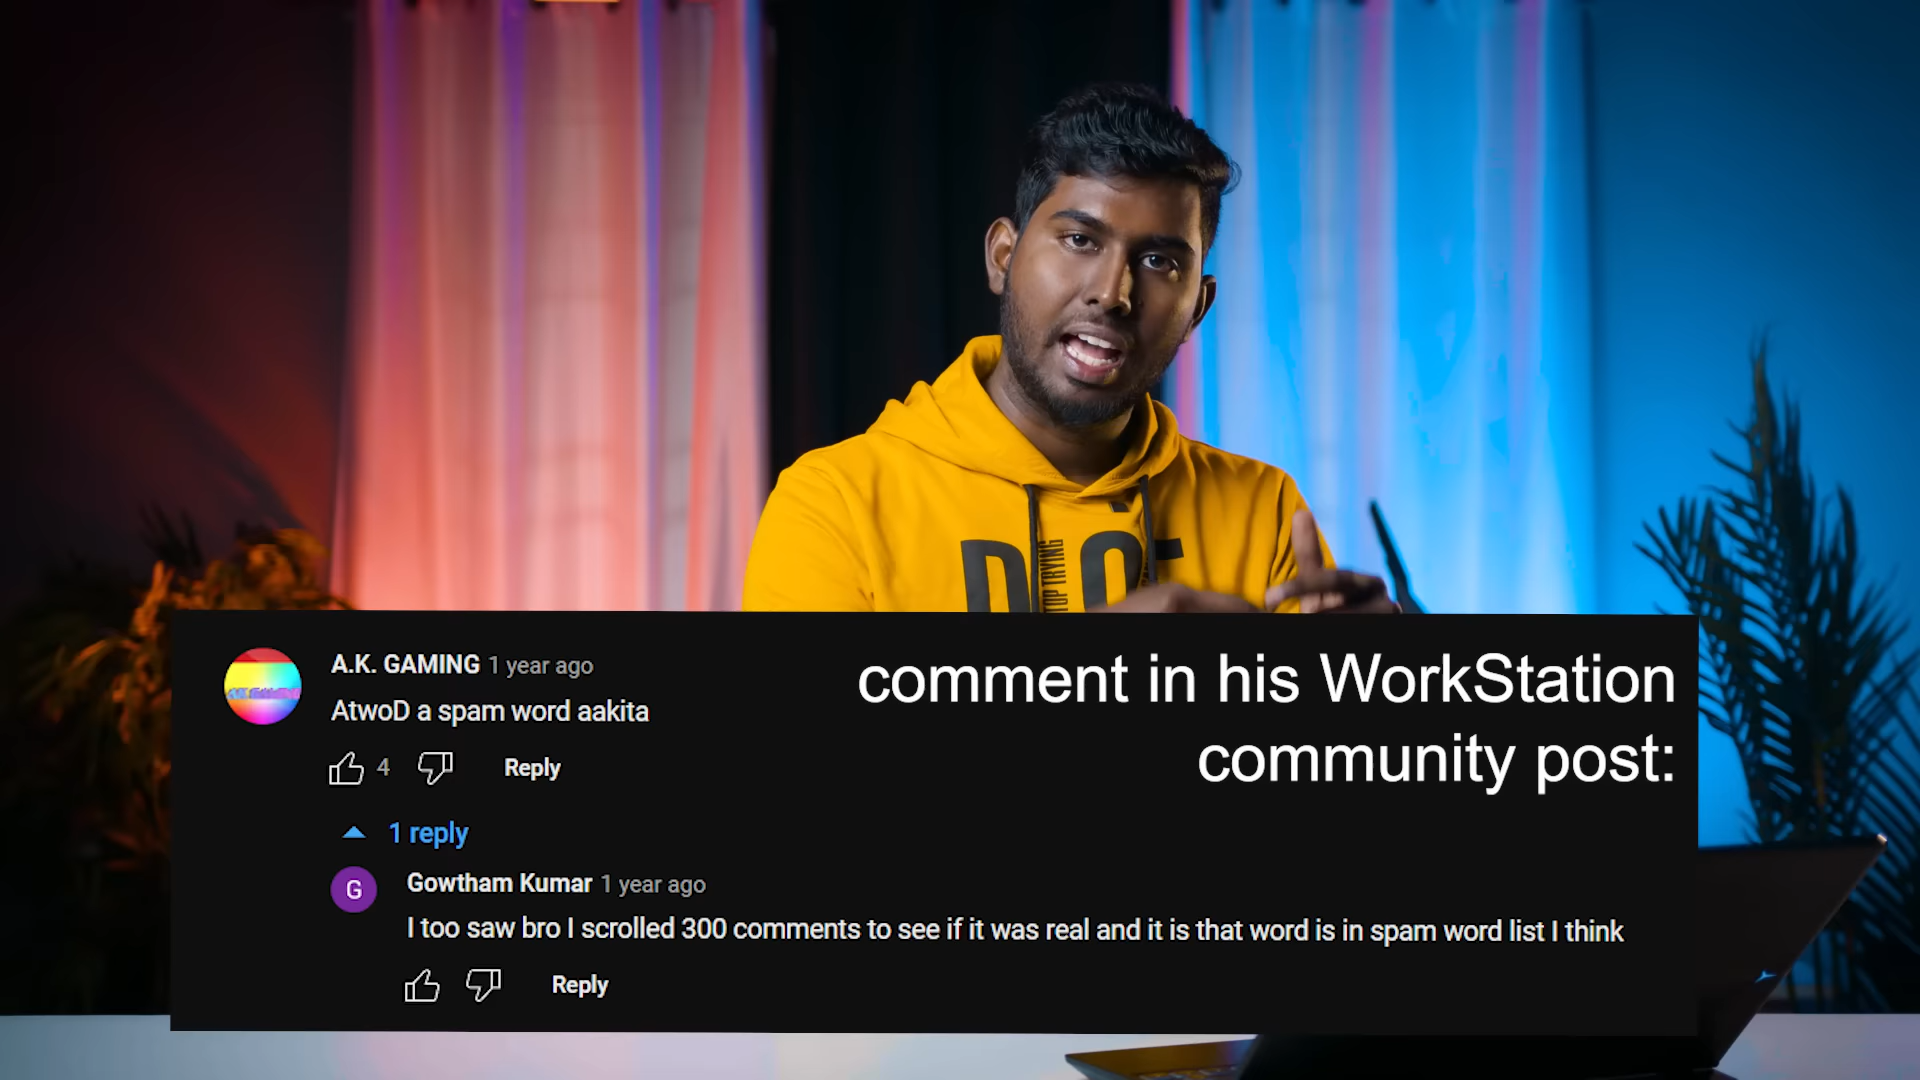 TOP TRYING
comment in his WorkStation
community post:
A.K. GAMING 1 year ago
AtwoD a spam word aakita
4 Reply
1 reply
G
Gowtham Kumar 1 year ago
I too saw bro I scrolled 300 comments to see if it was real and it is that word is in spam word list I think
Reply